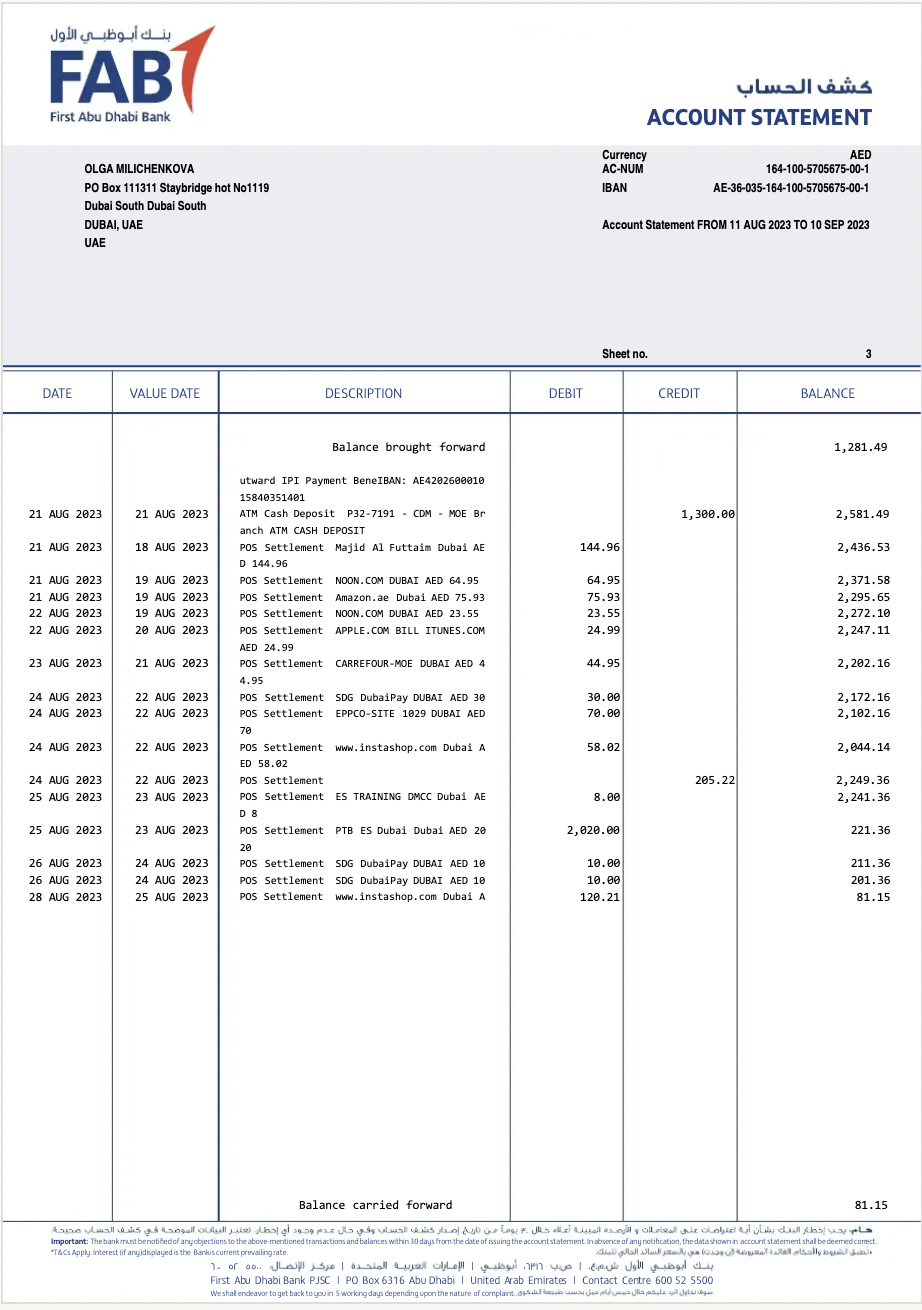 بنك أبوظبي الأول
FAB
First Abu Dhabi Bank
كشف الحساب
ACCOUNT STATEMENT
OLGA MILICHENKOVA
PO Box 111311 Staybridge hot No1119
Dubai South Dubai South
DUBAI, UAE
UAE
Currency AED
AC-NUM 164-100-5705675-00-1
IBAN AE-36-035-164-100-5705675-00-1
Account Statement FROM 11 AUG 2023 TO 10 SEP 2023
Sheet no. 3
DATE VALUE DATE DESCRIPTION DEBIT CREDIT BALANCE
Balance brought forward 1,281.49
utward IPI Payment BeneIBAN: AE4202600010
15840351401
21 AUG 2023 21 AUG 2023 ATM Cash Deposit P32-7191 - CDM - MOE Br 1,300.00 2,581.49
anch ATM CASH DEPOSIT
21 AUG 2023 18 AUG 2023 POS Settlement Majid Al Futtaim Dubai AE 144.96 2,436.53
D 144.96
21 AUG 2023 19 AUG 2023 POS Settlement NOON.COM DUBAI AED 64.95 64.95 2,371.58
21 AUG 2023 19 AUG 2023 POS Settlement Amazon.ae Dubai AED 75.93 75.93 2,295.65
22 AUG 2023 19 AUG 2023 POS Settlement NOON.COM DUBAI AED 23.55 23.55 2,272.10
22 AUG 2023 20 AUG 2023 POS Settlement APPLE.COM BILL ITUNES.COM 24.99 2,247.11
AED 24.99
23 AUG 2023 21 AUG 2023 POS Settlement CARREFOUR-MOE DUBAI AED 4 44.95 2,202.16
4.95
24 AUG 2023 22 AUG 2023 POS Settlement SDG DubaiPay DUBAI AED 30 30.00 2,172.16
24 AUG 2023 22 AUG 2023 POS Settlement EPPCO-SITE 1029 DUBAI AED 70.00 2,102.16
70
24 AUG 2023 22 AUG 2023 POS Settlement www.instashop.com Dubai A 58.02 2,044.14
ED 58.02
24 AUG 2023 22 AUG 2023 POS Settlement 205.22 2,249.36
25 AUG 2023 23 AUG 2023 POS Settlement ES TRAINING DMCC Dubai AE 8.00 2,241.36
D 8
25 AUG 2023 23 AUG 2023 POS Settlement PTB ES Dubai Dubai AED 20 2,020.00 221.36
20
26 AUG 2023 24 AUG 2023 POS Settlement SDG DubaiPay DUBAI AED 10 10.00 211.36
26 AUG 2023 24 AUG 2023 POS Settlement SDG DubaiPay DUBAI AED 10 10.00 201.36
28 AUG 2023 25 AUG 2023 POS Settlement www.instashop.com Dubai A 120.21 81.15
Balance carried forward 81.15
هـام: يجب إخطار البنك بشأن أية اعتراضات على المعاملات و الأرصدة المبينة أعلاه خلال ٣٠ يوماً من تاريخ إصدار كشف الحساب وفي حال عدم وجود أي إخطار، تعتبر البيانات الموضحة في كشف الحساب صحيحة.
Important: The bank must be notified of any objections to the above-mentioned transactions and balances within 30 days from the date of issuing the account statement. In absence of any notification, the data shown in account statement shall be deemed correct.
*T&Cs Apply. Interest (if any)displayed is the Banks current prevailing rate. *تطبق الشروط والأحكام. الفائدة المعروضة (إن وجدت) هي بالسعر السائد الحالي للبنك.
بنك أبوظبي الأول ش.م.ع. | ص.ب ٦٣١٦، أبوظبي | الإمارات العربية المتحدة | مركز الإتصال: ٦٠٠ ٥٢ ٥٥٠٠
First Abu Dhabi Bank PJSC | PO Box 6316 Abu Dhabi | United Arab Emirates | Contact Centre 600 52 5500
We shall endeavor to get back to you in 5 working days depending upon the nature of complaint. سوف نحاول الرد عليكم خلال خمس أيام عمل بحسب طبيعة الشكوى.